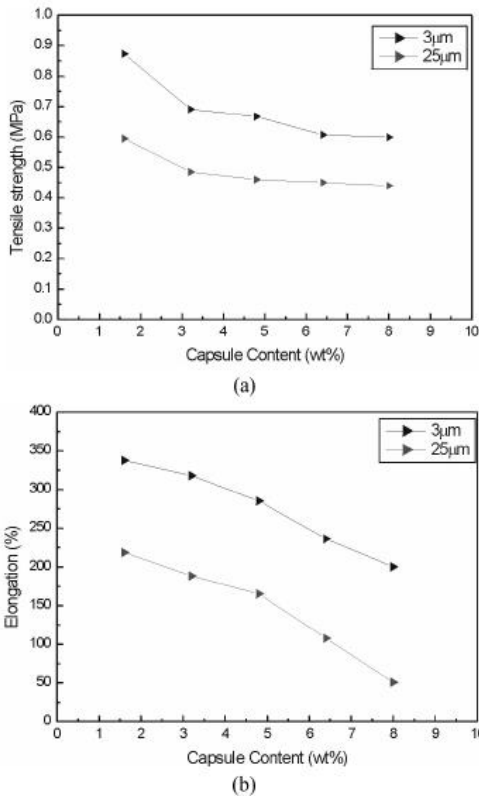 1.0
0.9
0.8
0.7
0.6
0.5
0.4
0.3
0.2
0.1
0.0
Tensile strength (MPa)
3μm
25μm
0 1 2 3 4 5 6 7 8 9 10
Capsule Content (wt%)
(a)
400
350
300
250
200
150
100
50
0
Elongation (%)
3μm
25μm
0 1 2 3 4 5 6 7 8 9 10
Capsule Content (wt%)
(b)